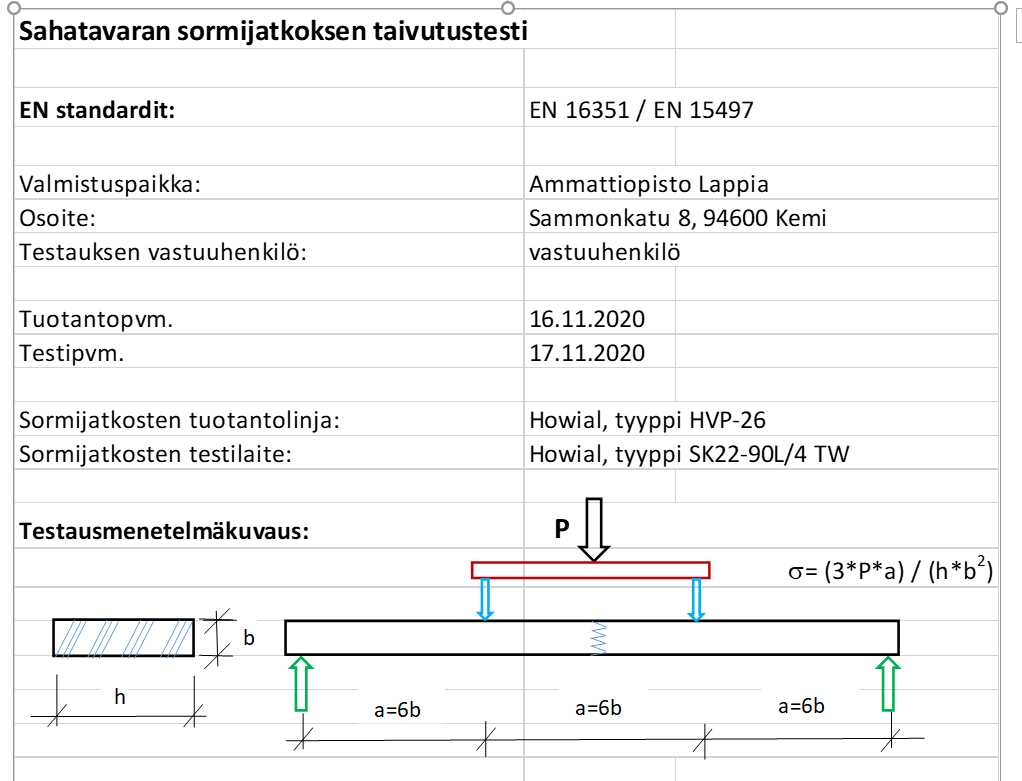 Sahatavaran sormijatkoksen taivutustesti
EN standardit: EN 16351 / EN 15497
Valmistuspaikka: Ammattiopisto Lappia
Osoite: Sammonkatu 8, 94600 Kemi
Testauksen vastuuhenkilö: vastuuhenkilö
Tuotantopvm. 16.11.2020
Testipvm. 17.11.2020
Sormijatkosten tuotantolinja: Howial, tyyppi HVP-26
Sormijatkosten testilaite: Howial, tyyppi SK22-90L/4 TW
Testausmenetelmäkuvaus: P
σ= (3*P*a) / (h*b²)
b
h
a=6b a=6b a=6b